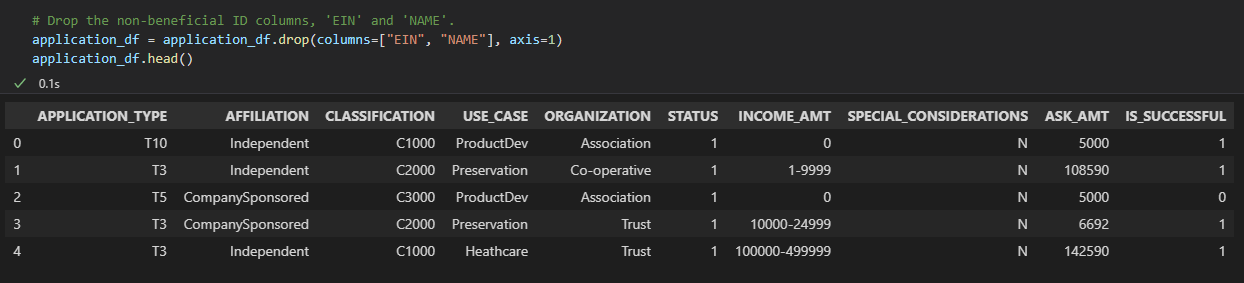 # Drop the non-beneficial ID columns, 'EIN' and 'NAME'.
application_df = application_df.drop(columns=["EIN", "NAME"], axis=1)
application_df.head()
0.1s
APPLICATION_TYPE AFFILIATION CLASSIFICATION USE_CASE ORGANIZATION STATUS INCOME_AMT SPECIAL_CONSIDERATIONS ASK_AMT IS_SUCCESSFUL
0 T10 Independent C1000 ProductDev Association 1 0 N 5000 1
1 T3 Independent C2000 Preservation Co-operative 1 1-9999 N 108590 1
2 T5 CompanySponsored C3000 ProductDev Association 1 0 N 5000 0
3 T3 CompanySponsored C2000 Preservation Trust 1 10000-24999 N 6692 1
4 T3 Independent C1000 Heathcare Trust 1 100000-499999 N 142590 1